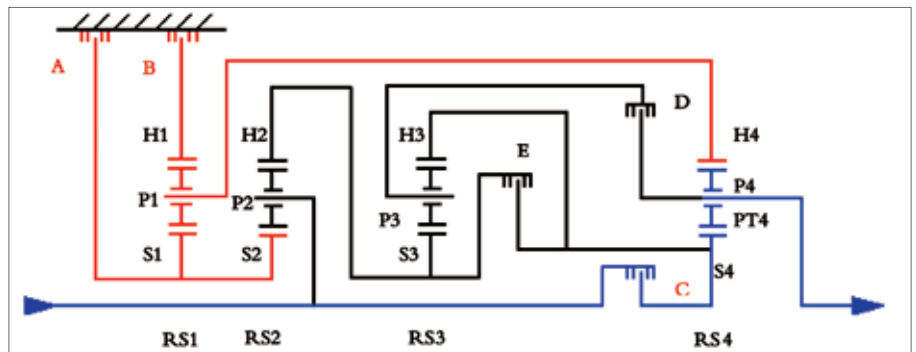 A B D
H1 H2 H3 E H4
P1 P2 P3 P4
PT4
S1 S2 S3 S4
C
RS1 RS2 RS3 RS4